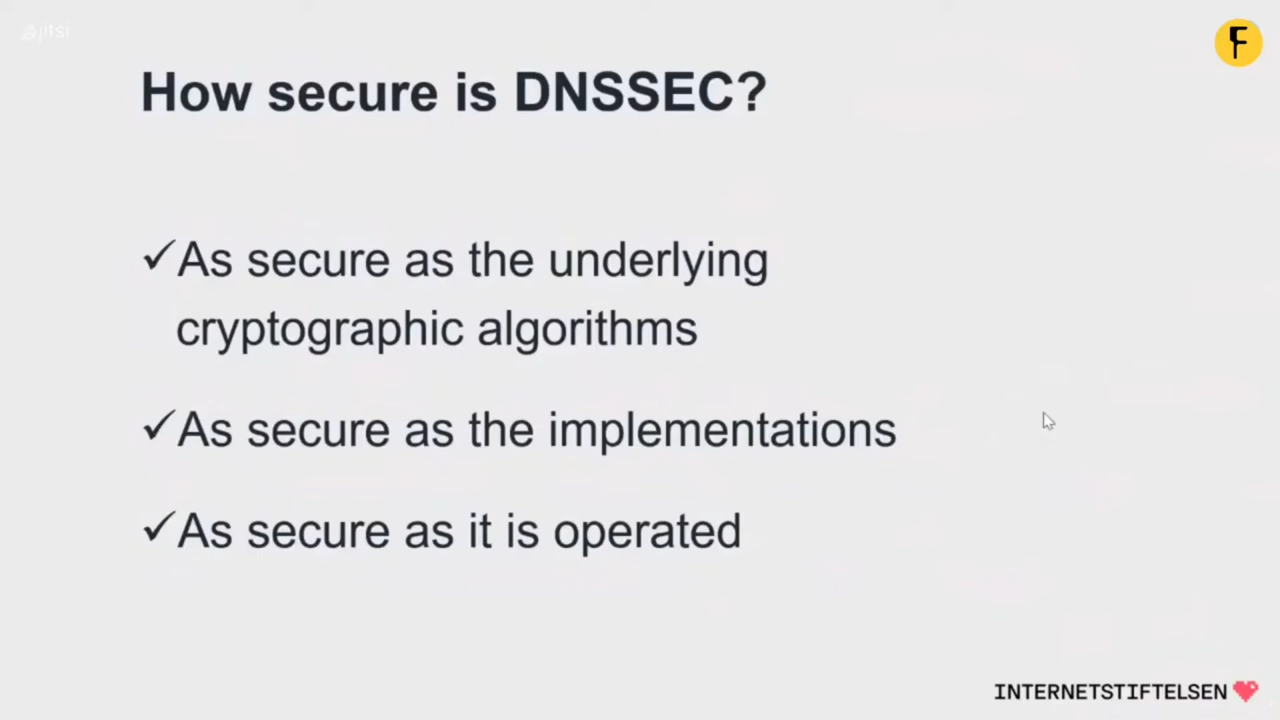 jitsi
F
How secure is DNSSEC?
✓As secure as the underlying
cryptographic algorithms
✓As secure as the implementations
✓As secure as it is operated
INTERNETSTIFTELSEN